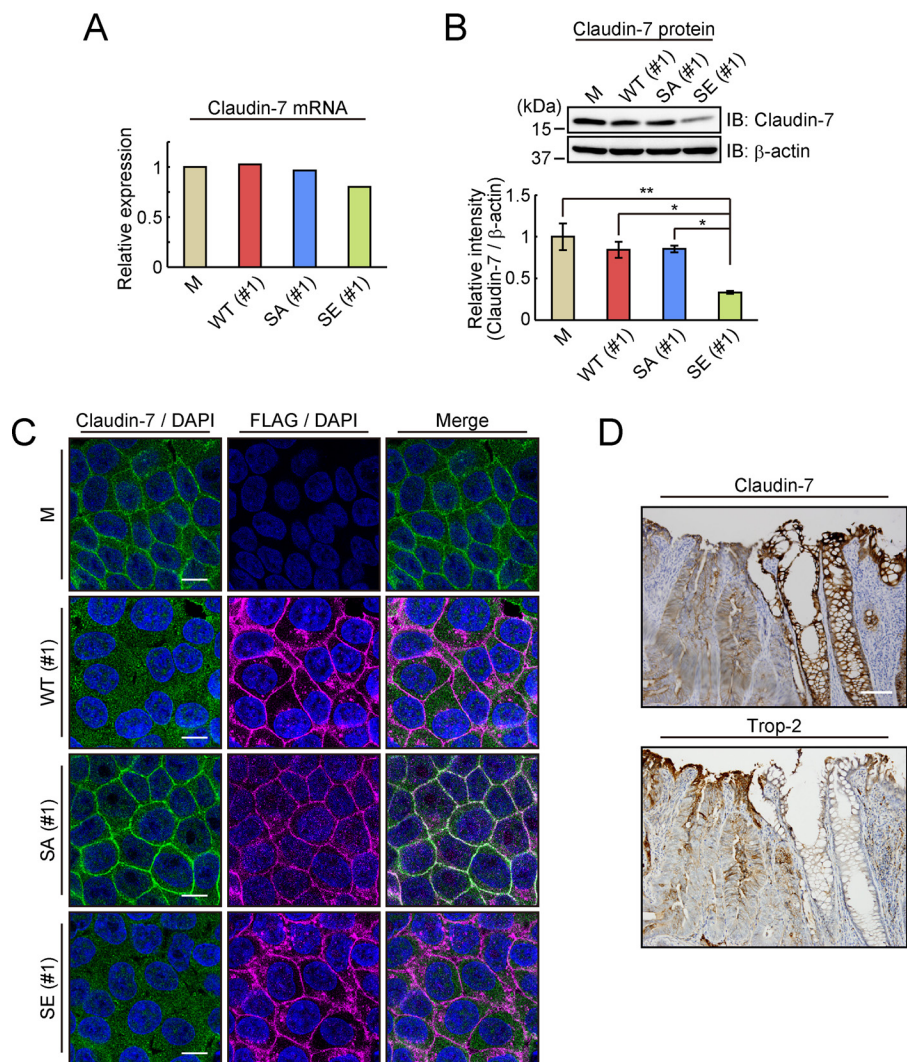 A
Claudin-7 mRNA
Relative expression
1
0.5
0
M
WT (#1)
SA (#1)
SE (#1)
B
Claudin-7 protein
M
WT (#1)
SA (#1)
SE (#1)
(kDa)
15
IB: Claudin-7
37
IB: β-actin
Relative intensity
(Claudin-7 / β-actin)
1.5
1
0.5
0
**
*
*
M
WT (#1)
SA (#1)
SE (#1)
C
Claudin-7 / DAPI
FLAG / DAPI
Merge
M
WT (#1)
SA (#1)
SE (#1)
D
Claudin-7
Trop-2